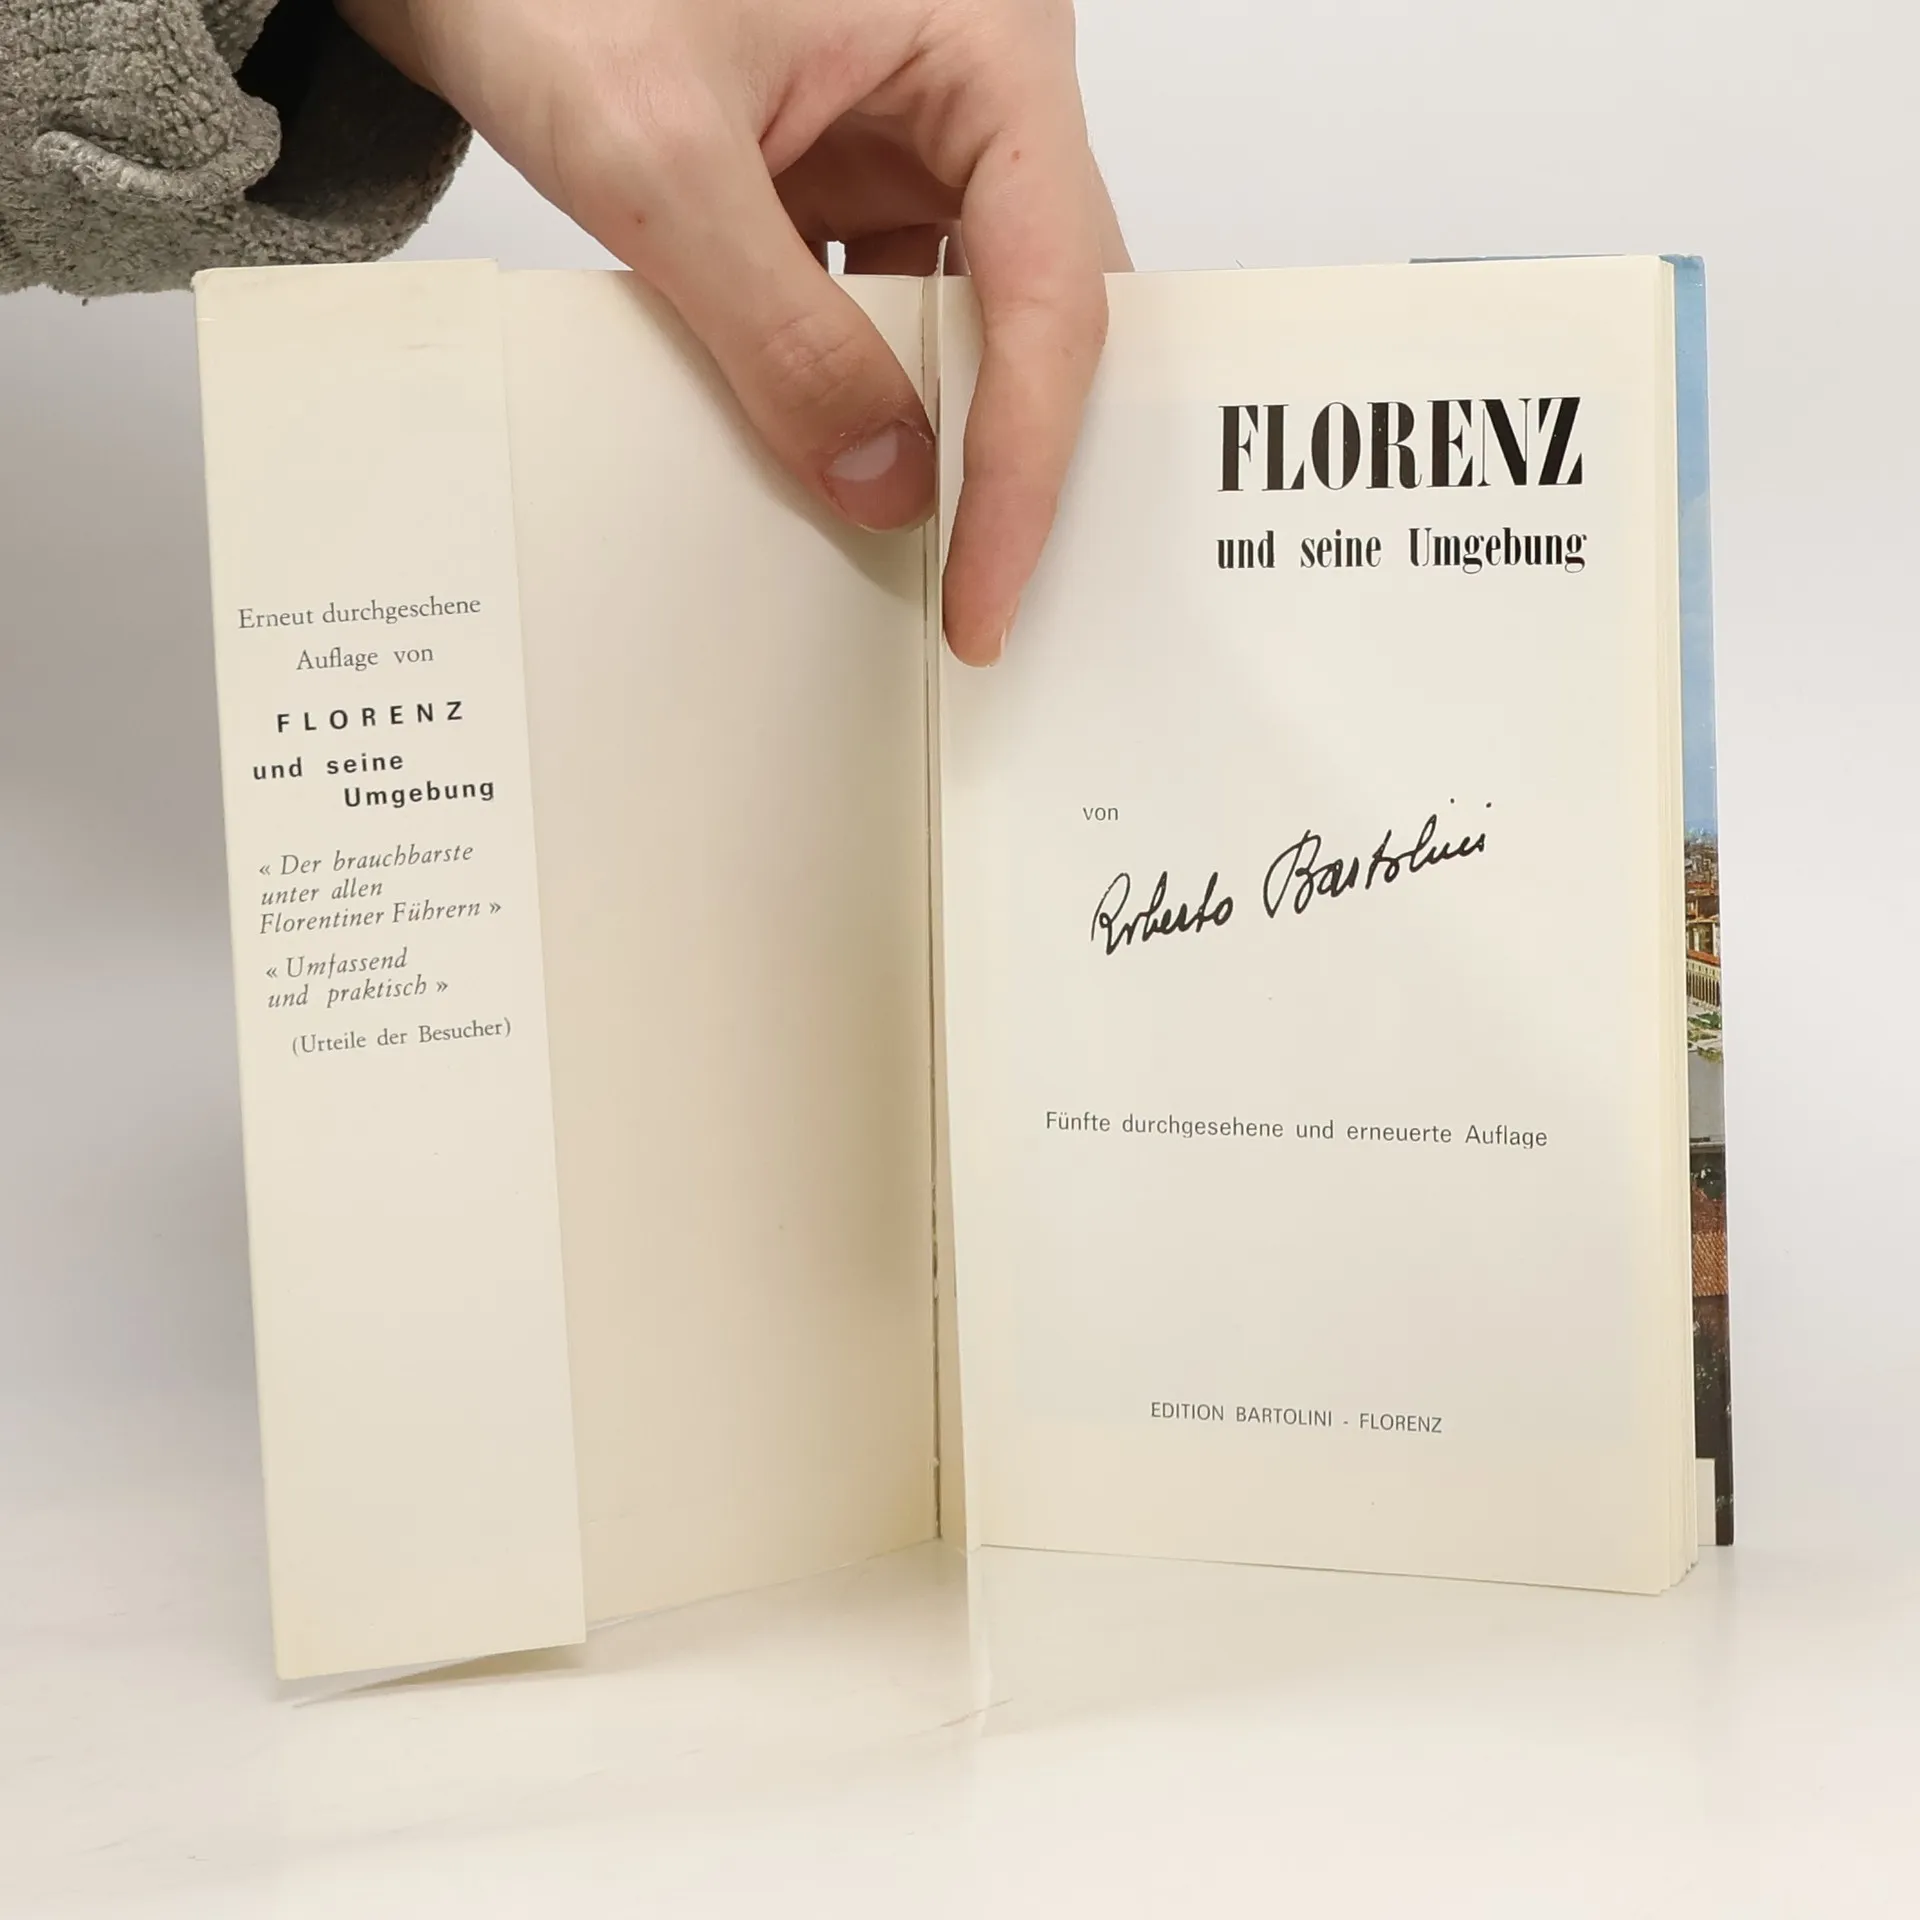 Erneut durchgeschene
Auflage von
FLORENZ
und seine
Umgebung
« Der brauchbarste
unter allen
Florentiner Führern »
« Umfassend
und praktisch »
(Urteile der Besucher)
FLORENZ
und seine Umgebung
von
Roberto Bartolini
Fünfte durchgesehene und erneuerte Auflage
EDITION BARTOLINI - FLORENZ